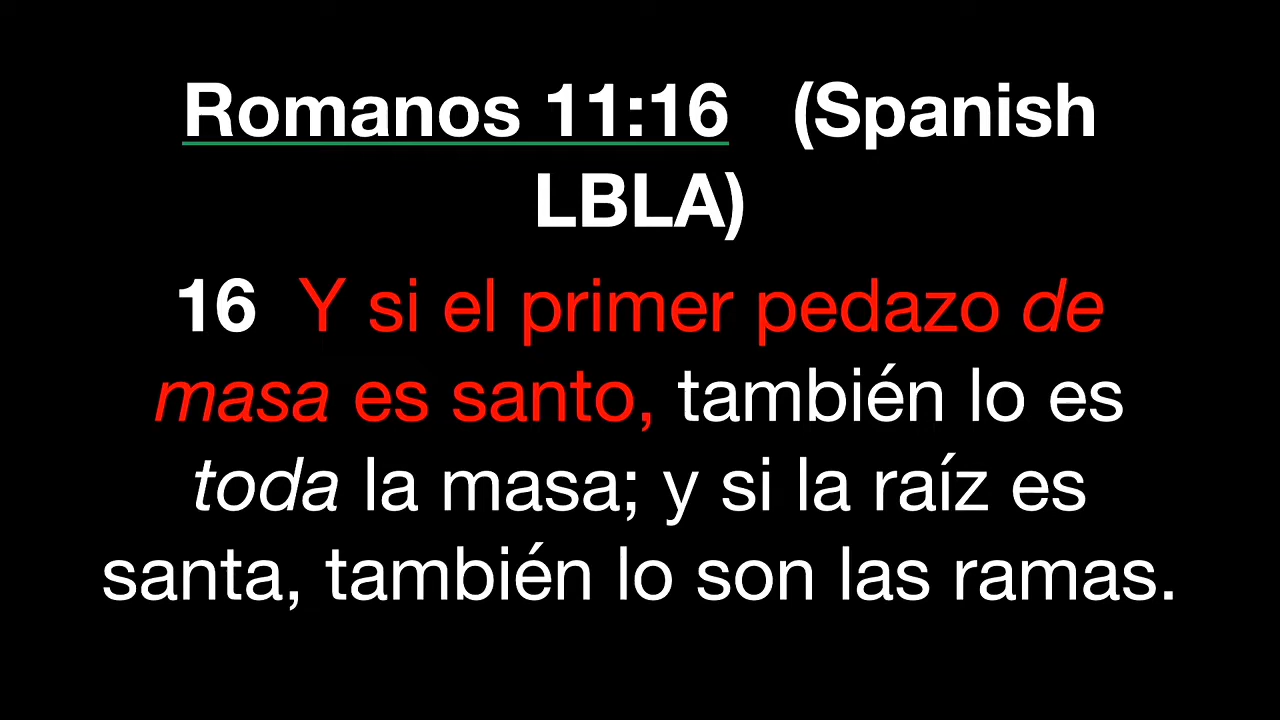 Romanos 11:16 (Spanish
LBLA)
16 Y si el primer pedazo de
masa es santo, también lo es
toda la masa; y si la raíz es
santa, también lo son las ramas.